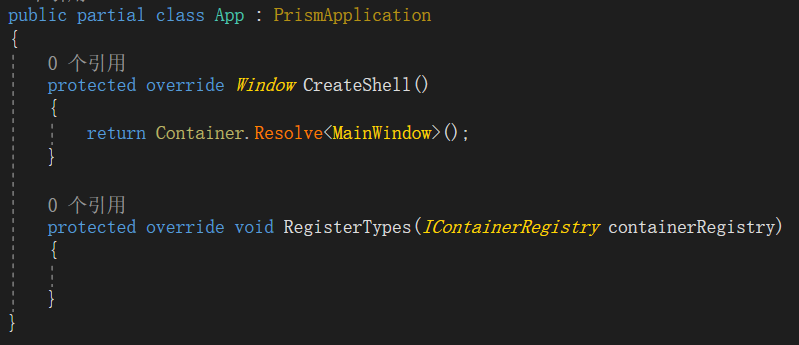 public partial class App : PrismApplication
{
0 个引用
protected override Window CreateShell()
{
return Container.Resolve<MainWindow>();
}
0 个引用
protected override void RegisterTypes(IContainerRegistry containerRegistry)
{
}
}